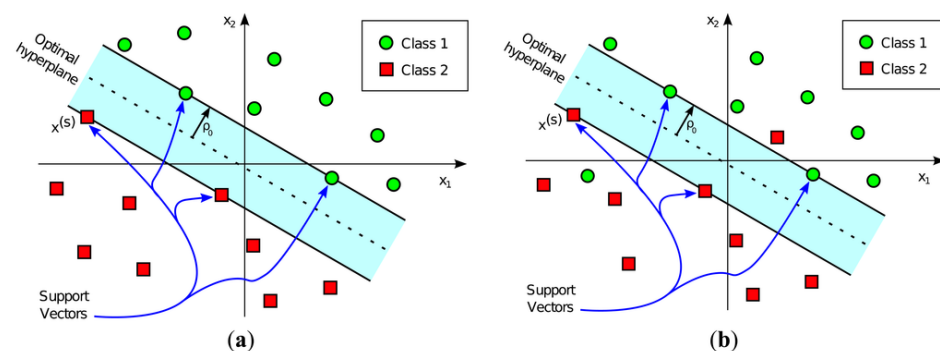 x₂
Class 1
Class 2
Optimal
hyperplane
x⁽ˢ⁾
ρ₀
x₁
Support
Vectors
(a)
x₂
Class 1
Class 2
Optimal
hyperplane
x⁽ˢ⁾
ρ₀
x₁
Support
Vectors
(b)